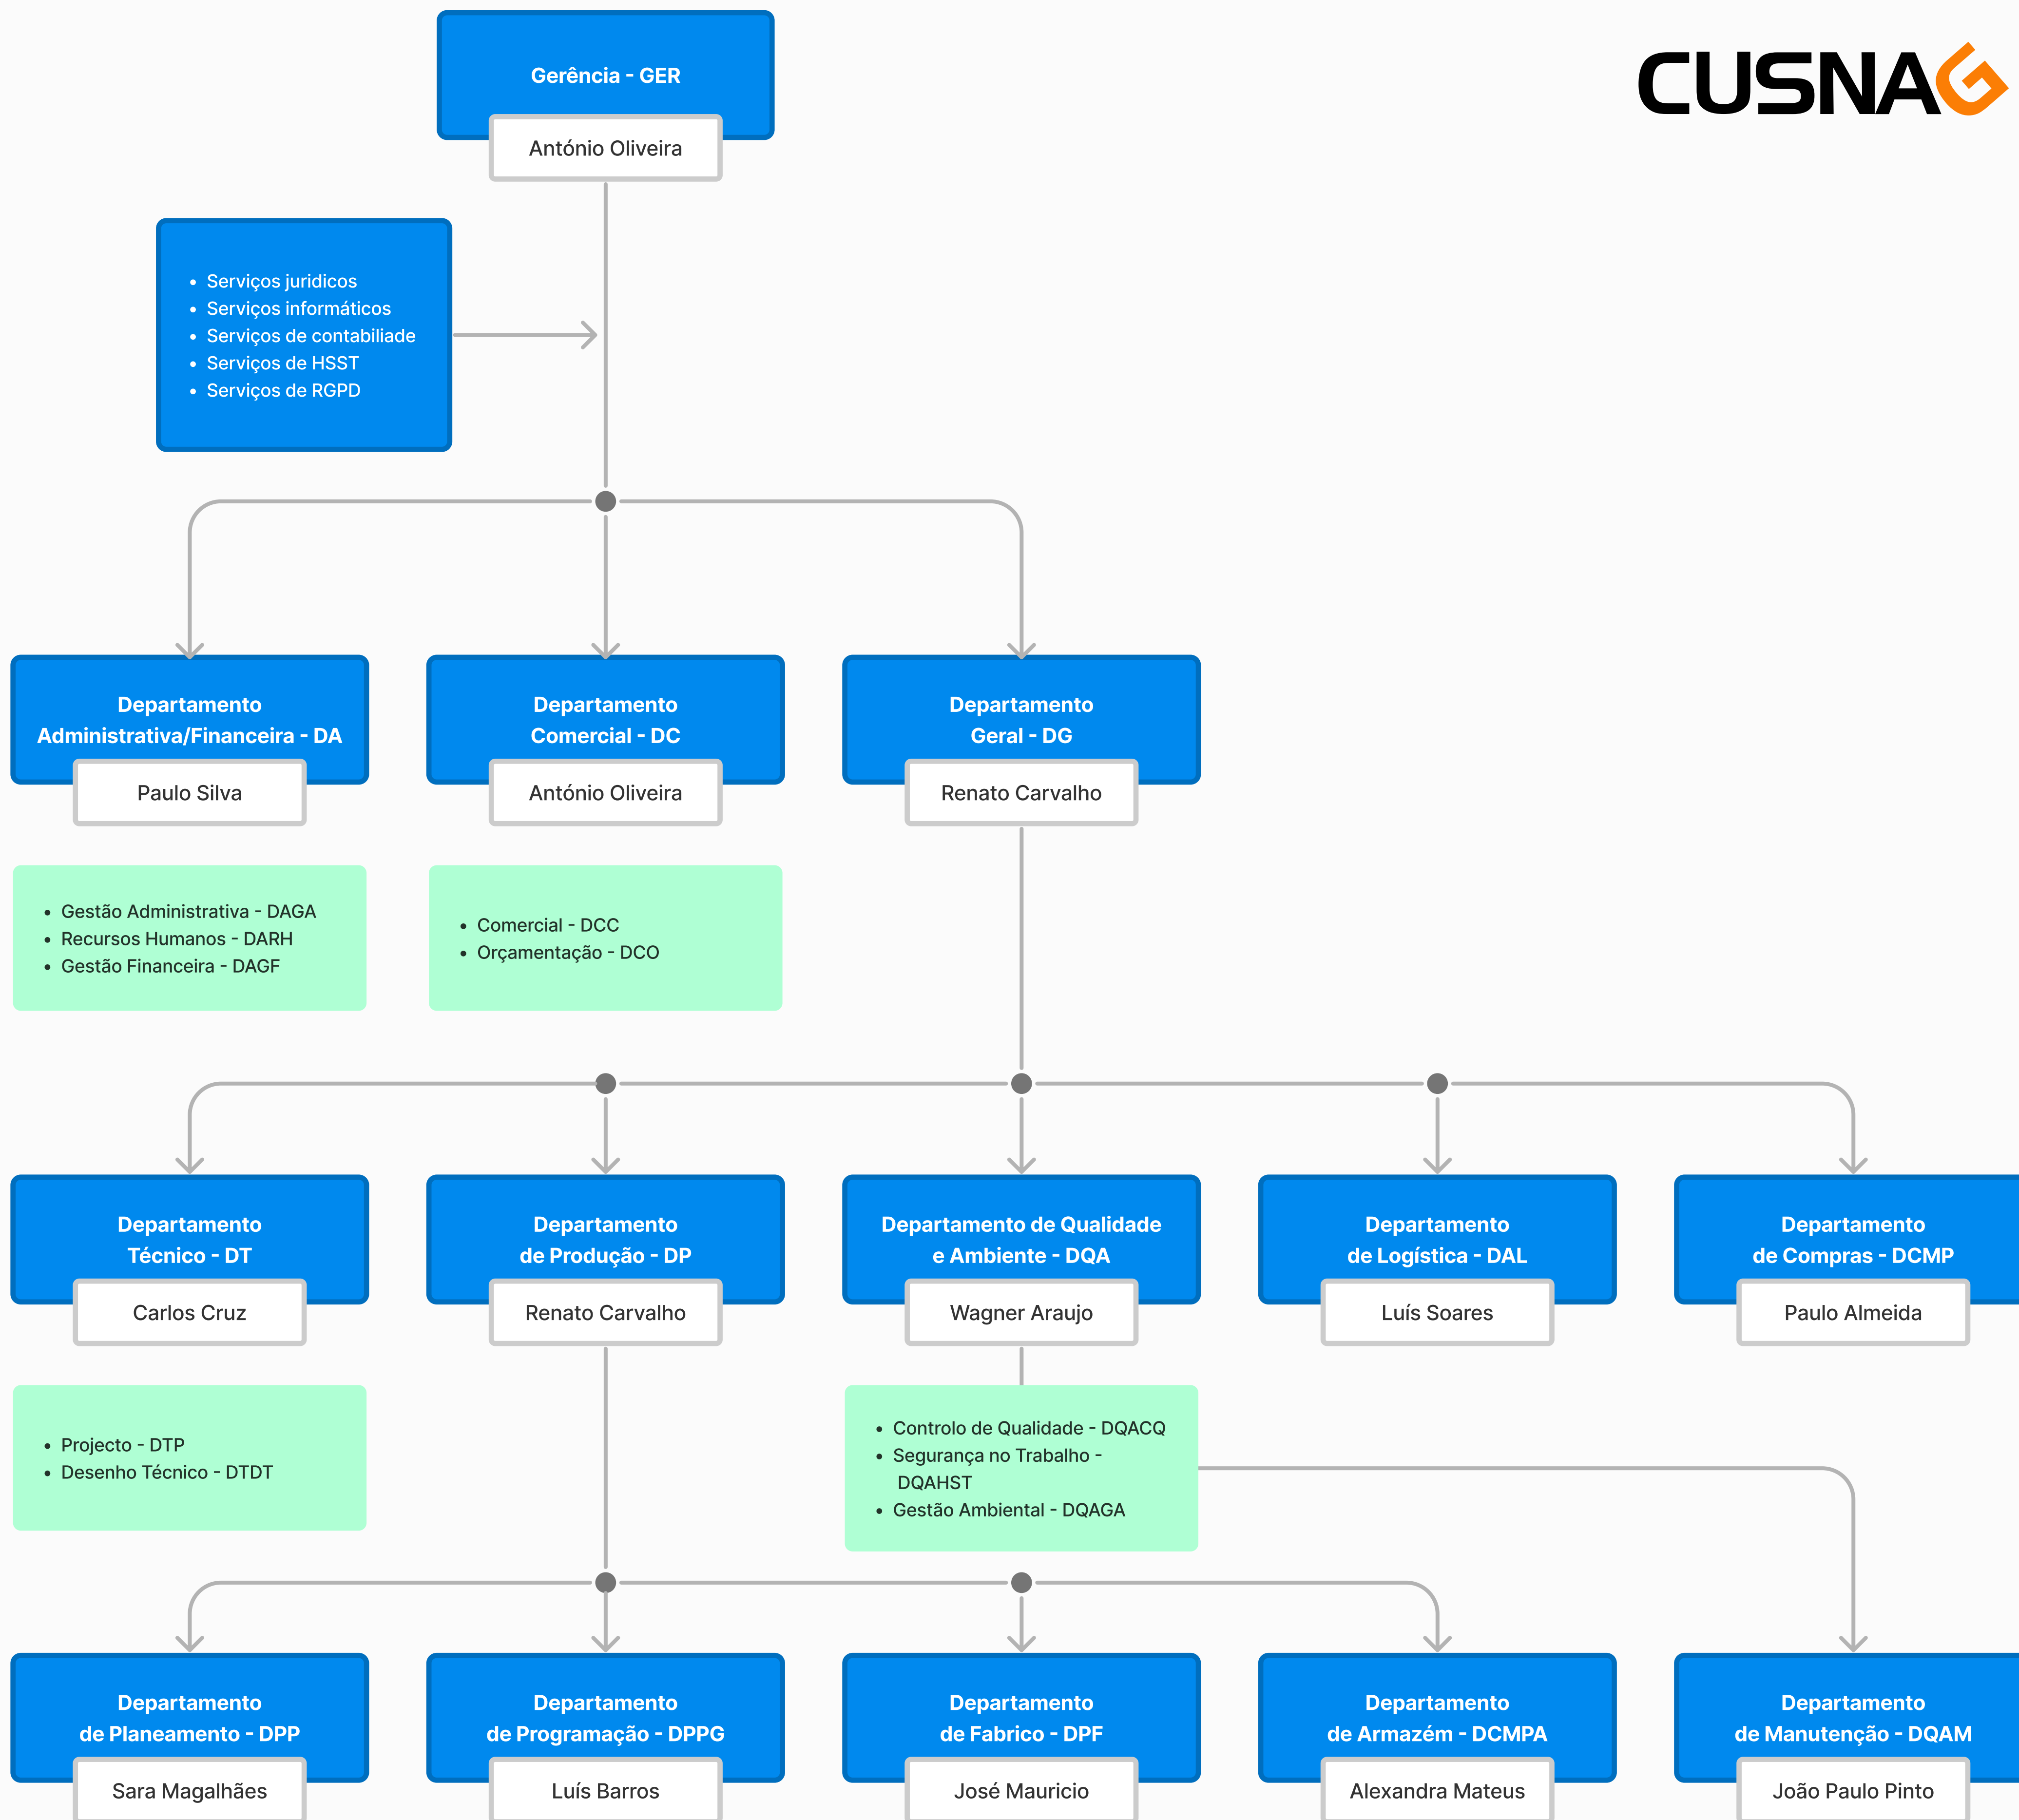 Gerência - GER
António Oliveira
CUSNAG
• Serviços juridicos
• Serviços informáticos
• Serviços de contabiliade
• Serviços de HSST
• Serviços de RGPD
Departamento
Administrativa/Financeira - DA
Paulo Silva
Departamento
Comercial - DC
António Oliveira
Departamento
Geral - DG
Renato Carvalho
• Gestão Administrativa - DAGA
• Recursos Humanos - DARH
• Gestão Financeira - DAGF
• Comercial - DCC
• Orçamentação - DCO
Departamento
Técnico - DT
Carlos Cruz
Departamento
de Produção - DP
Renato Carvalho
Departamento de Qualidade
e Ambiente - DQA
Wagner Araujo
Departamento
de Logística - DAL
Luís Soares
Departamento
de Compras - DCMP
Paulo Almeida
• Projecto - DTP
• Desenho Técnico - DTDT
• Controlo de Qualidade - DQACQ
• Segurança no Trabalho -
DQAHST
• Gestão Ambiental - DQAGA
Departamento
de Planeamento - DPP
Sara Magalhães
Departamento
de Programação - DPPG
Luís Barros
Departamento
de Fabrico - DPF
José Mauricio
Departamento
de Armazém - DCMPA
Alexandra Mateus
Departamento
de Manutenção - DQAM
João Paulo Pinto